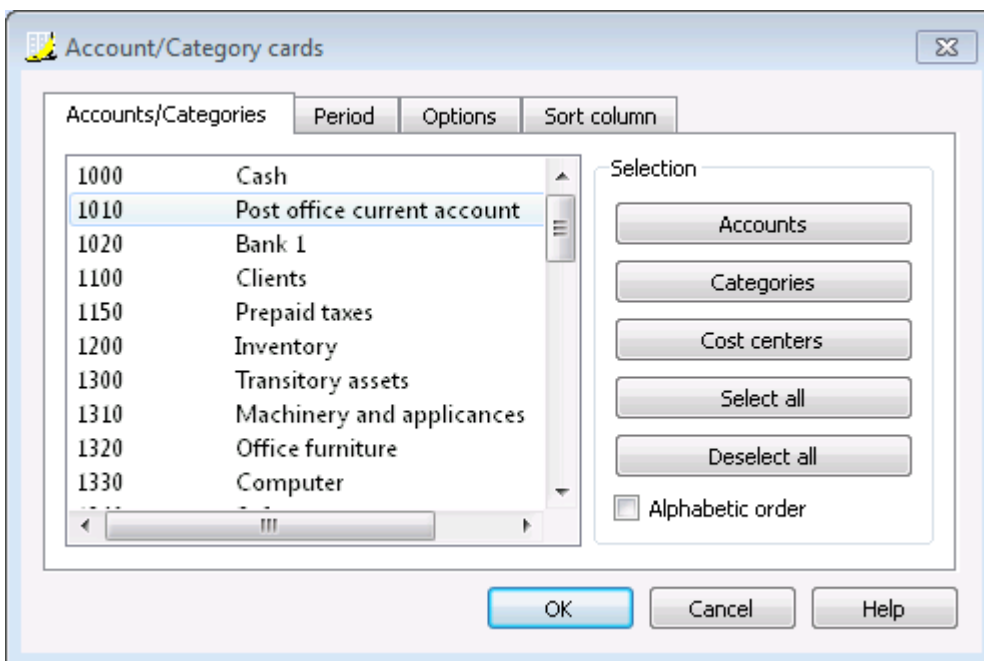 Account/Category cards
Accounts/Categories Period Options Sort column
1000 Cash
1010 Post office current account
1020 Bank 1
1100 Clients
1150 Prepaid taxes
1200 Inventory
1300 Transitory assets
1310 Machinery and applicances
1320 Office furniture
1330 Computer
Selection
Accounts
Categories
Cost centers
Select all
Deselect all
Alphabetic order
OK Cancel Help